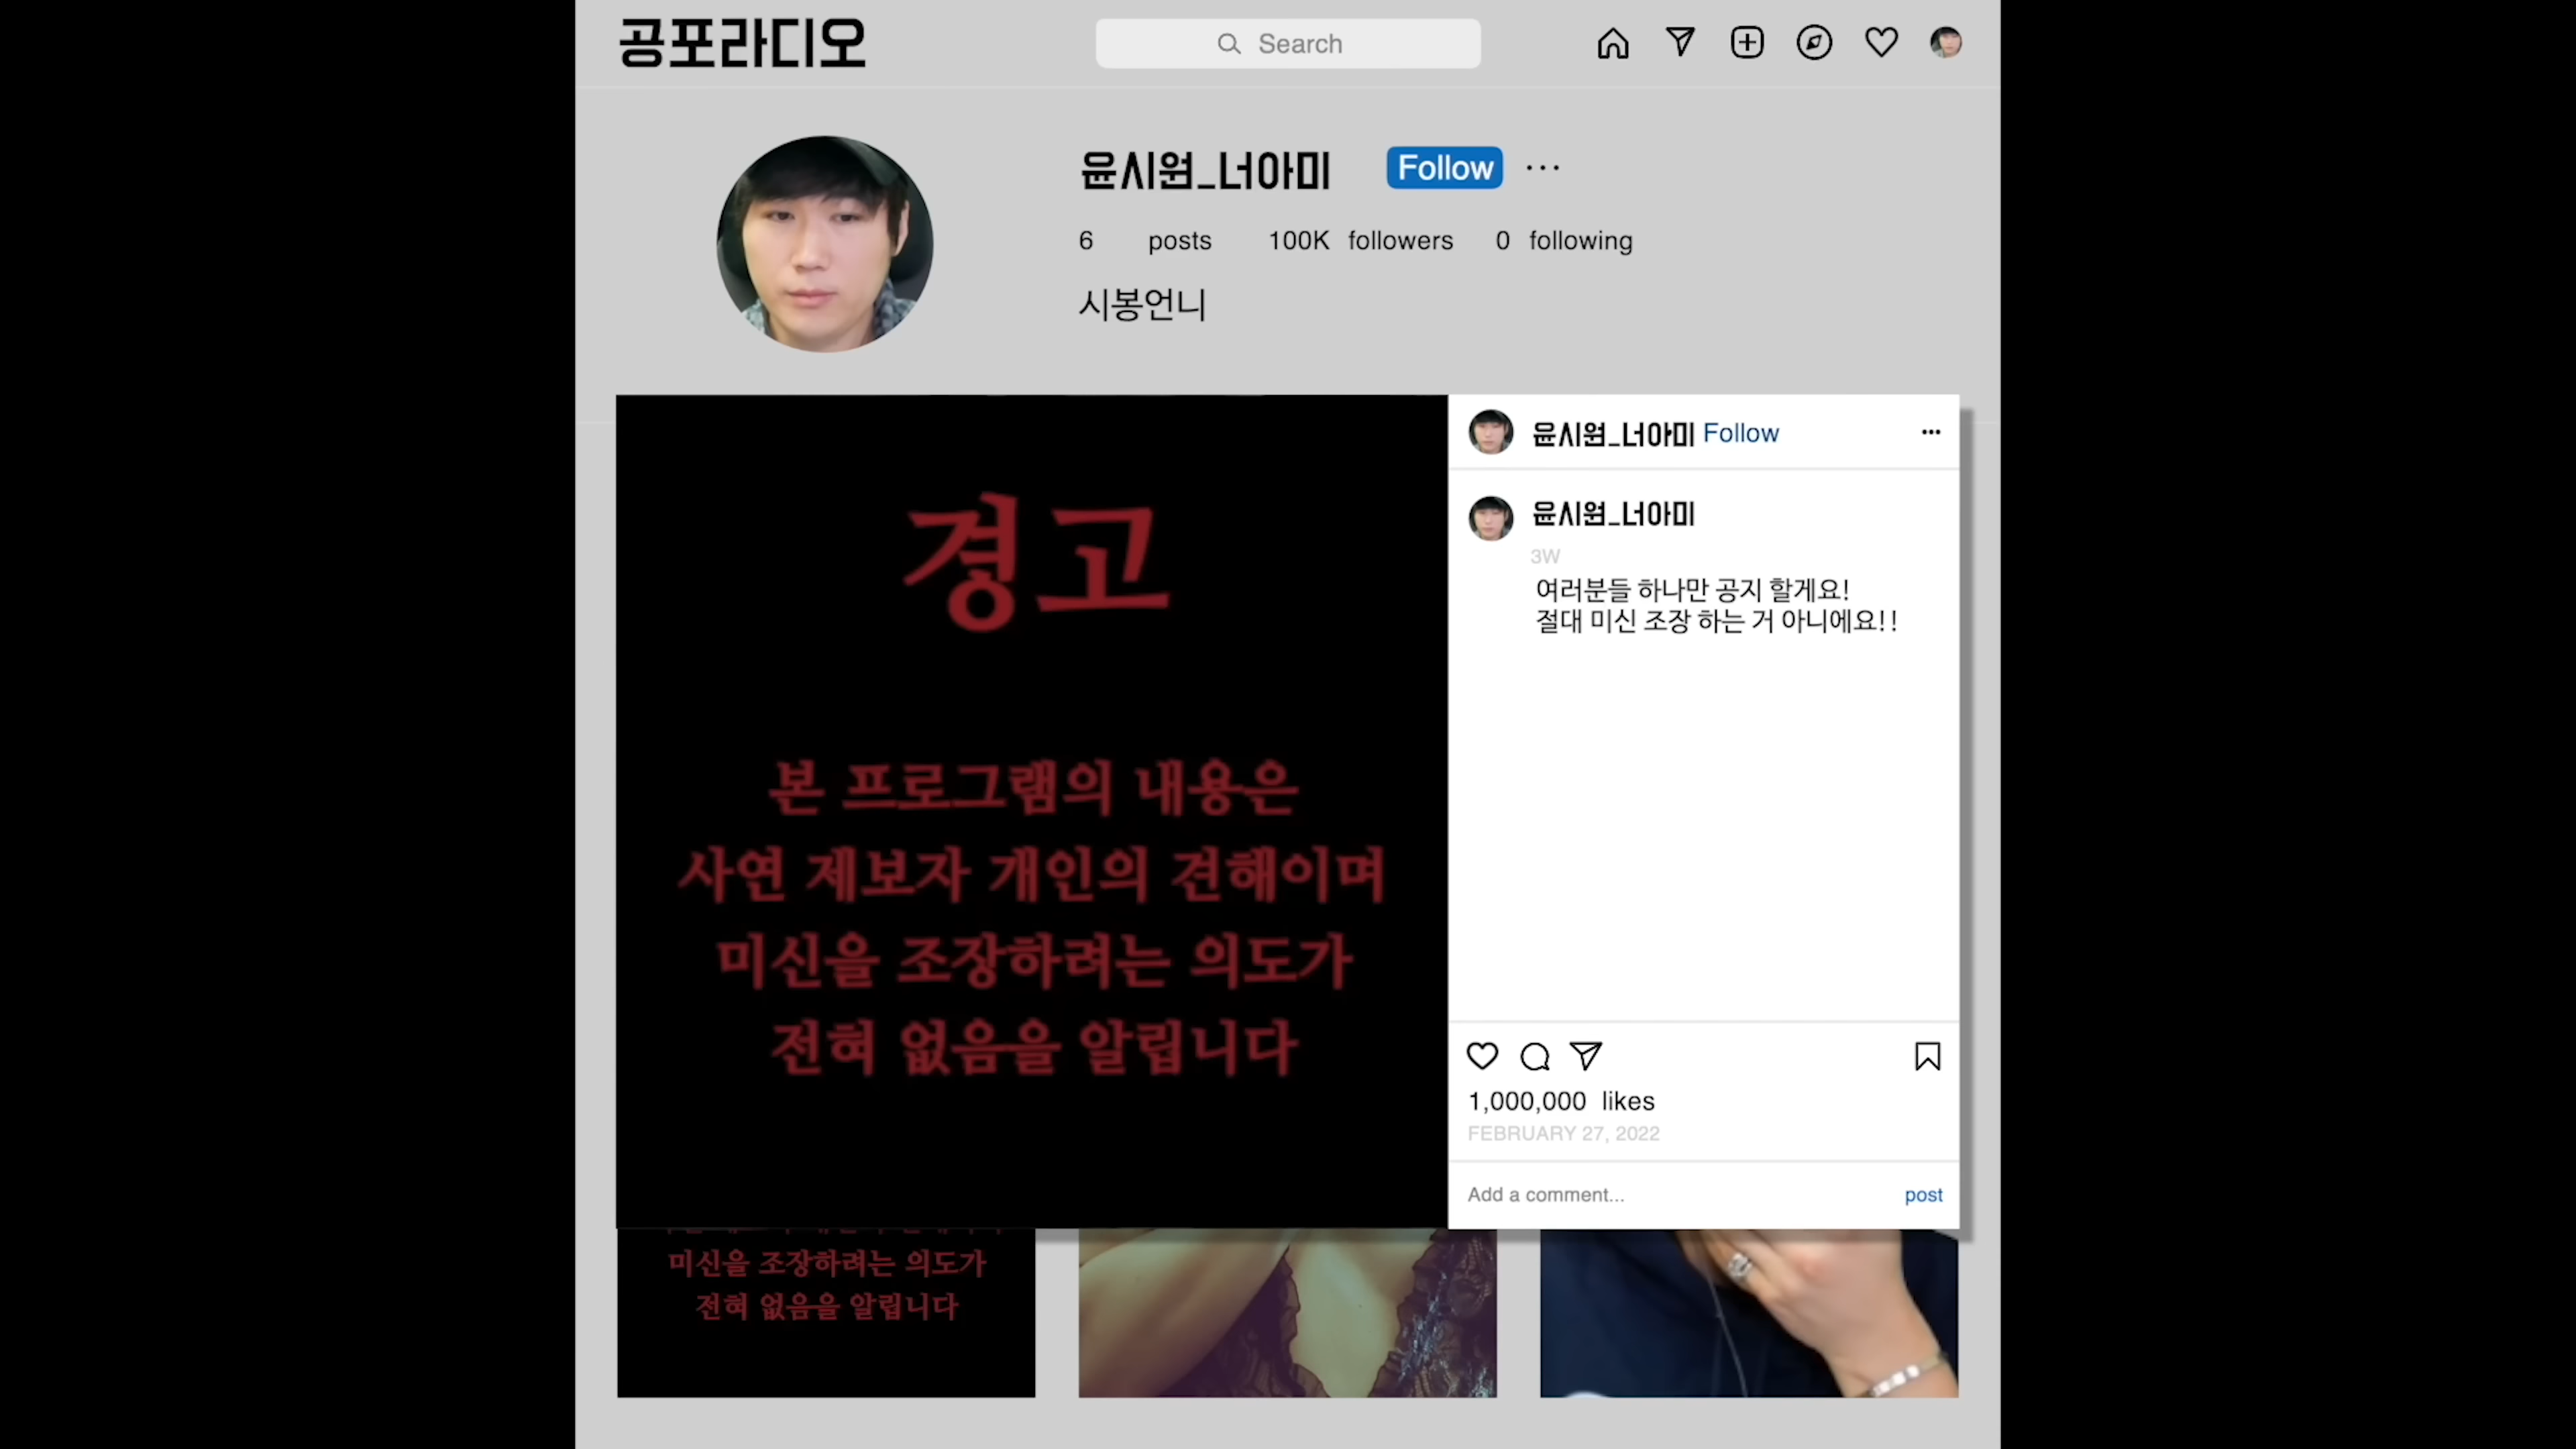 공포라디오
Search
윤시원_너아미
Follow
6 posts 100K followers 0 following
시봉언니
경고
본 프로그램의 내용은
사연 제보자 개인의 견해이며
미신을 조장하려는 의도가
전혀 없음을 알립니다
윤시원_너아미 Follow
윤시원_너아미
3W
여러분들 하나만 공지 할게요!
절대 미신 조장 하는 거 아니에요!!
1,000,000 likes
FEBRUARY 27, 2022
Add a comment... post
미신을 조장하려는 의도가
전혀 없음을 알립니다